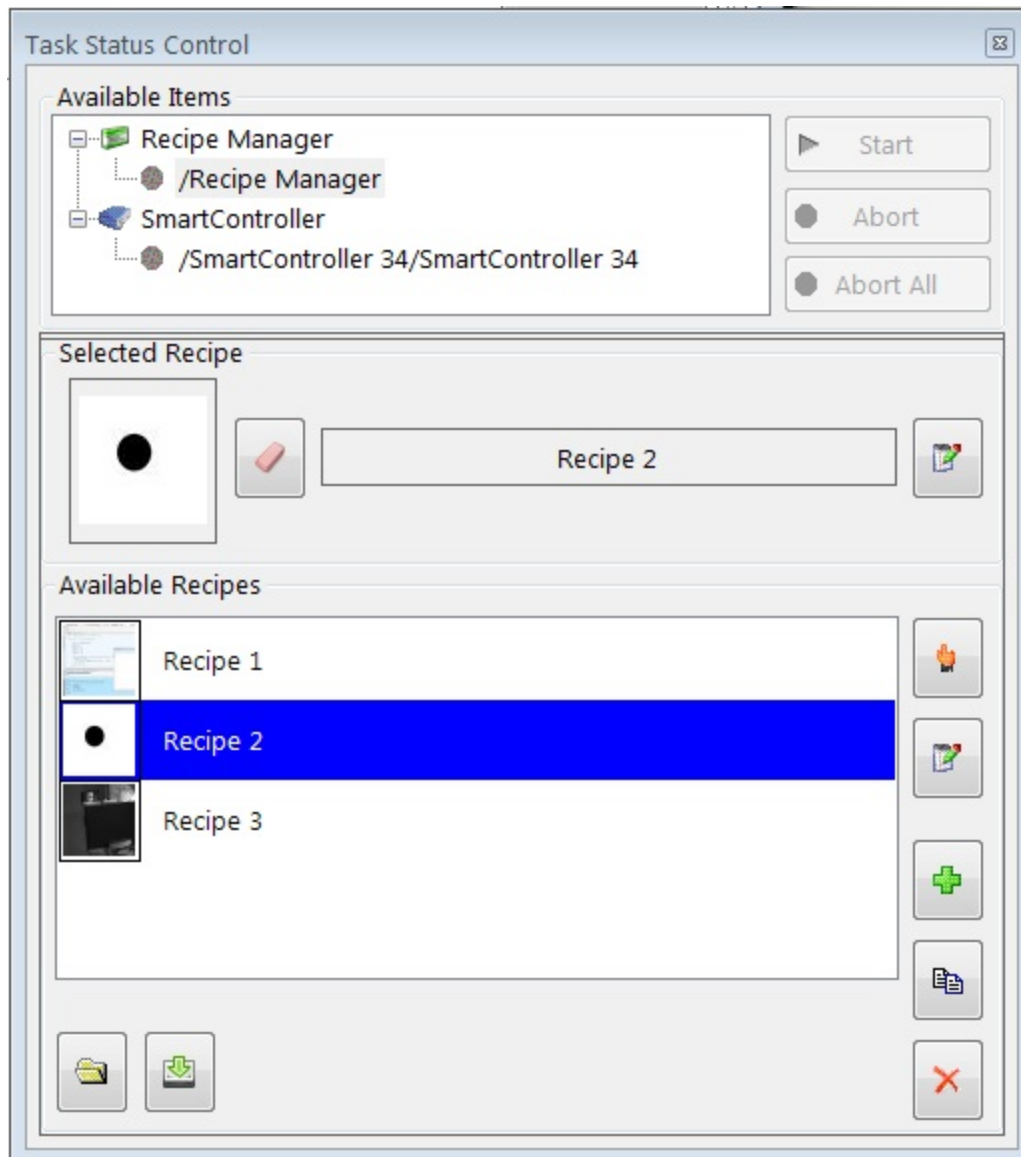 Task Status Control
Available Items
Recipe Manager
/Recipe Manager
SmartController
/SmartController 34/SmartController 34
Start
Abort
Abort All
Selected Recipe
Recipe 2
Available Recipes
Recipe 1
Recipe 2
Recipe 3